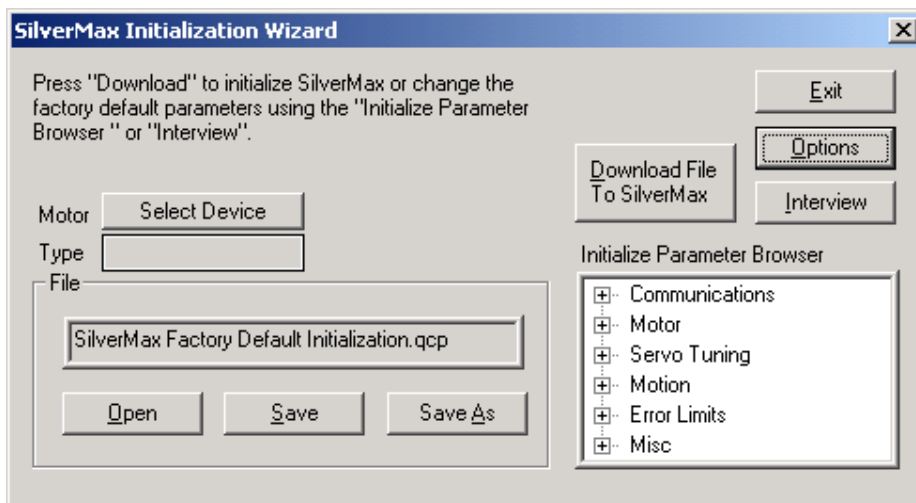 SilverMax Initialization Wizard
Press "Download" to initialize SilverMax or change the
factory default parameters using the "Initialize Parameter
Browser " or "Interview".
Exit
Options
Download File
To SilverMax
Interview
Motor
Select Device
Type
File
SilverMax Factory Default Initialization.qcp
Open
Save
Save As
Initialize Parameter Browser
Communications
Motor
Servo Tuning
Motion
Error Limits
Misc